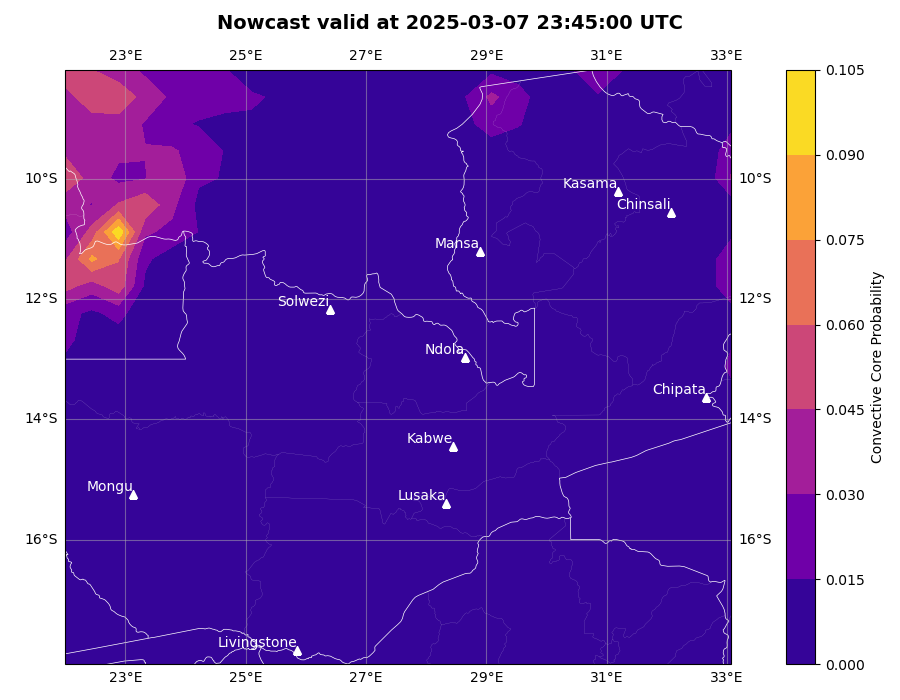 Nowcast valid at 2025-03-07 23:45:00 UTC
23°E 25°E 27°E 29°E 31°E 33°E
0.105
0.090
10°S 10°S
Kasama
Chinsali
Mansa
0.075
12°S 12°S
Solwezi
0.060
Ndola
Chipata
0.045
14°S 14°S
Kabwe
Mongu
Lusaka
0.030
16°S 16°S
0.015
Livingstone
0.000
23°E 25°E 27°E 29°E 31°E 33°E
Convective Core Probability